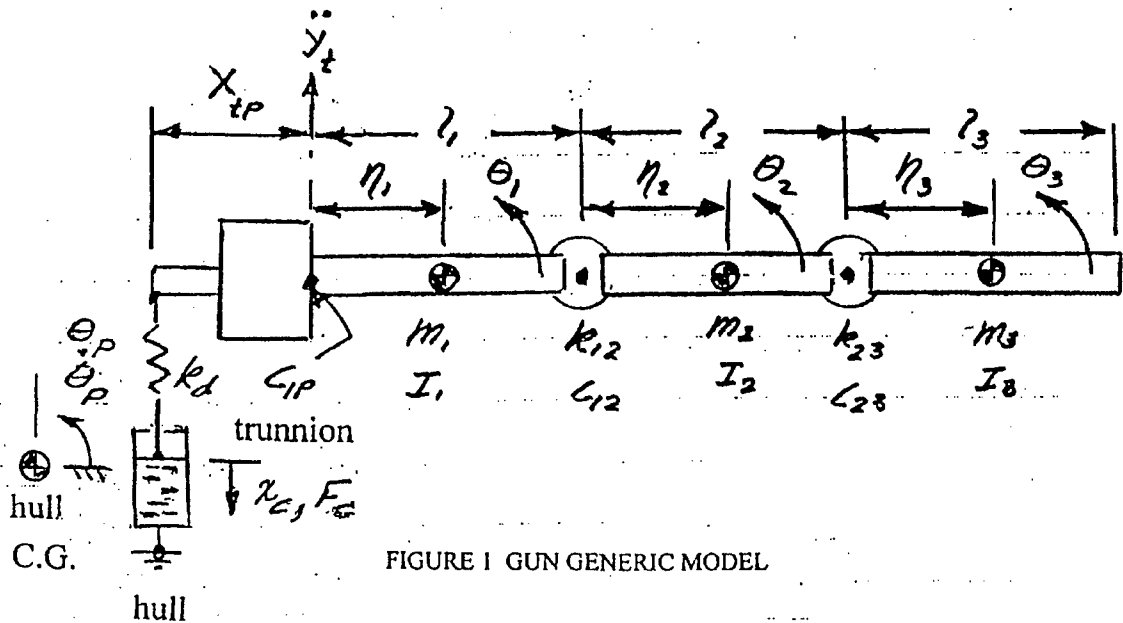 ÿ_t
X_tP
l_1
l_2
l_3
η_1
θ_1
η_2
θ_2
η_3
θ_3
θ_P
θ̇_P
k_d
C_1P
m_1
k_12
m_2
k_23
m_3
I_1
C_12
I_2
C_23
I_3
trunnion
x_c, F_c
hull
C.G.
FIGURE 1 GUN GENERIC MODEL
hull